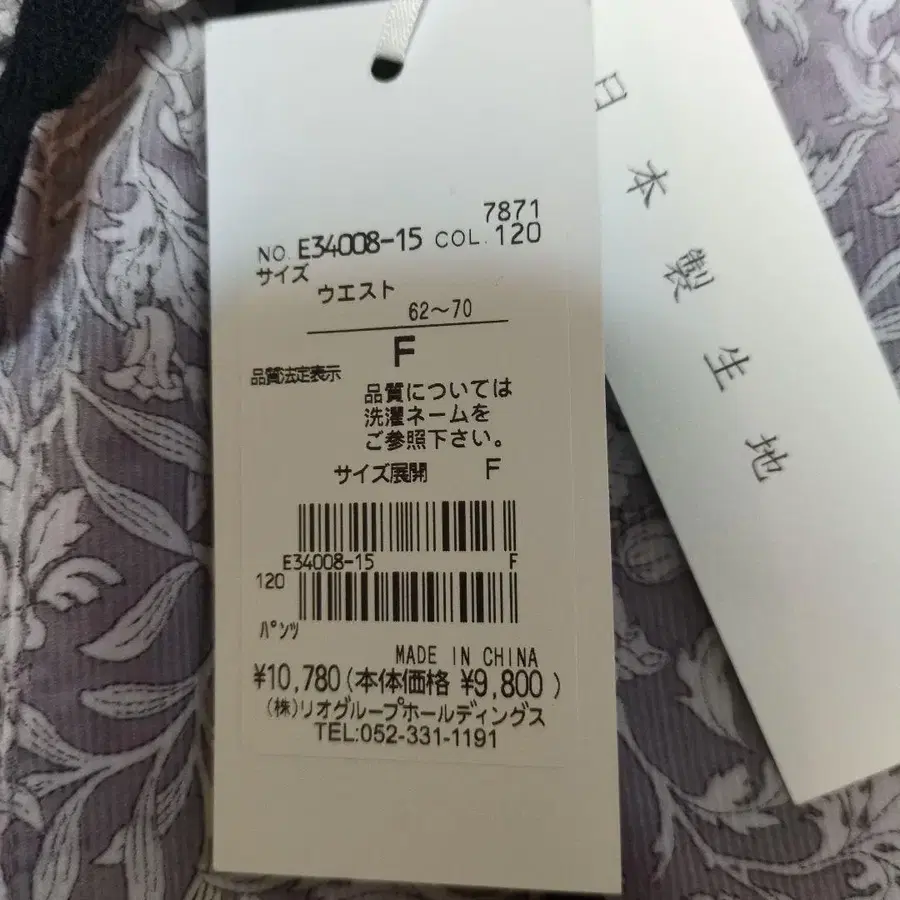 7871
NO. E34008-15 COL. 120
サイズ
ウエスト
62〜70
F
品質法定表示
品質については
洗濯ネームを
ご参照下さい。
サイズ展開 F
E34008-15 F
120
ﾊﾟﾝﾂ
MADE IN CHINA
¥10,780(本体価格 ¥9,800 )
(株)リオグループホールディングス
TEL:052-331-1191
日本製生地